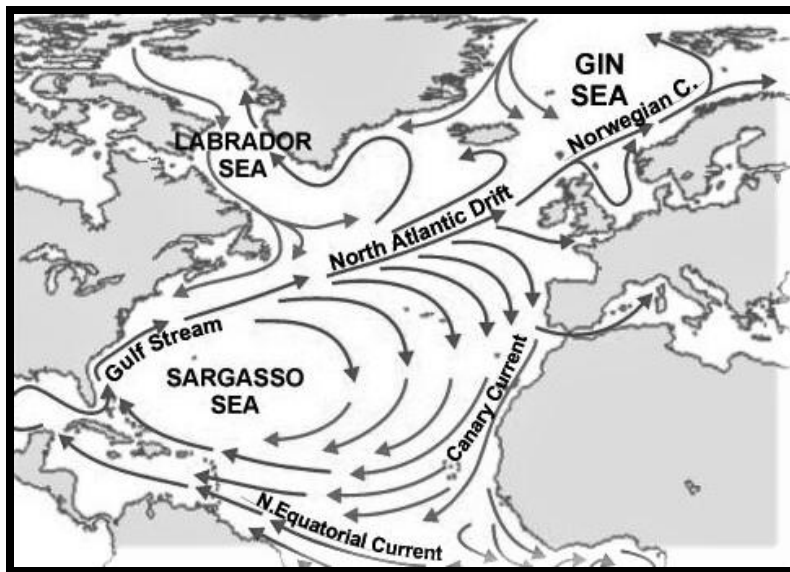 GIN
SEA
Norwegian C.
LABRADOR
SEA
North Atlantic Drift
Gulf Stream
SARGASSO
SEA
Canary Current
N.Equatorial Current